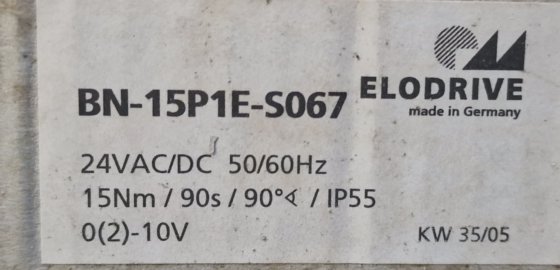 ELODRIVE
made in Germany
BN-15P1E-S067
24VAC/DC 50/60Hz
15Nm / 90s / 90°∢ / IP55
0(2)-10V
KW 35/05